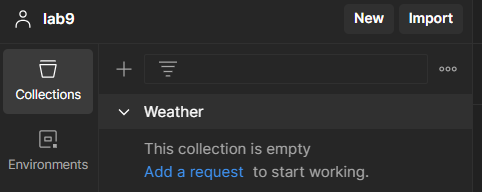 lab9
New
Import
Collections
Weather
This collection is empty
Environments
Add a request to start working.